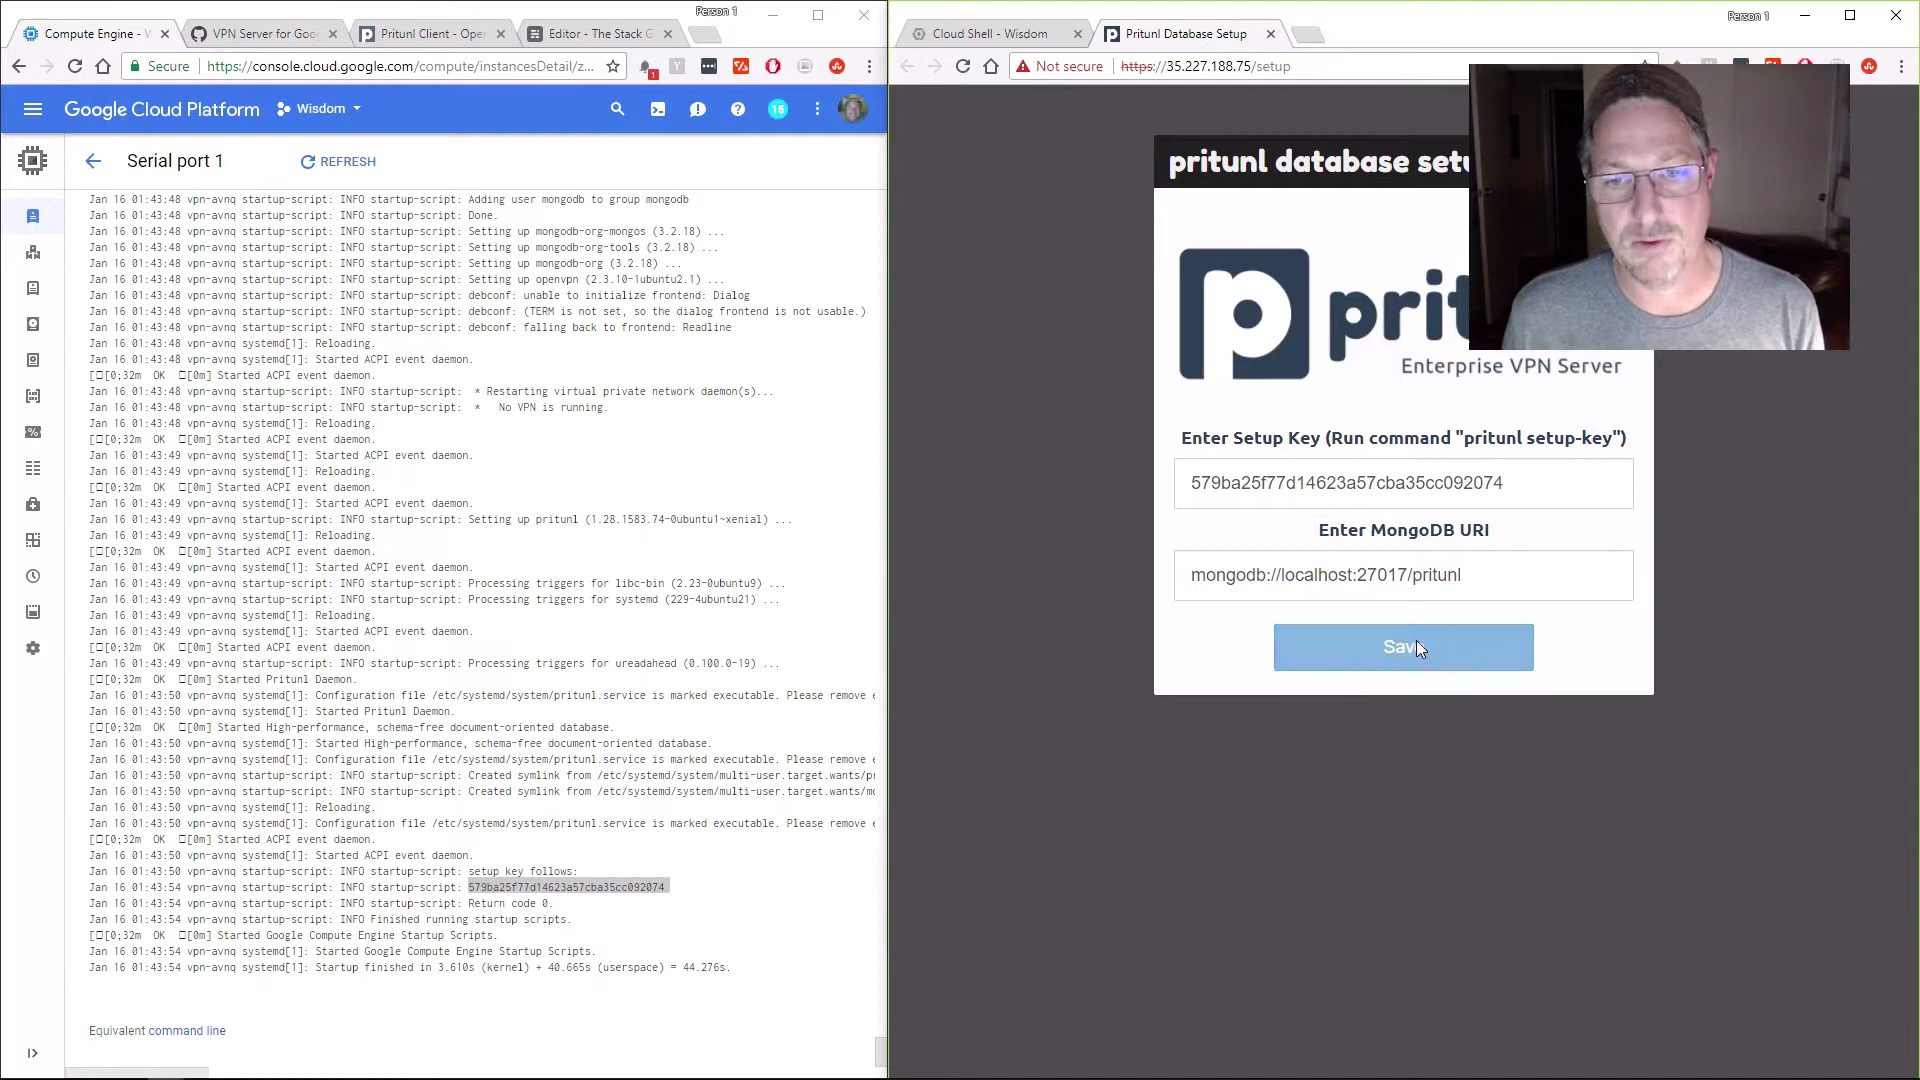 Person 1
Compute Engine - W
VPN Server for Goog
Pritunl Client - Open
Editor - The Stack G
Secure
https://console.cloud.google.com/compute/instancesDetail/z...
1
Google Cloud Platform
Wisdom
16
Serial port 1
REFRESH
Jan 16 01:43:48 vpn-avnq startup-script: INFO startup-script: Adding user mongodb to group mongodb
Jan 16 01:43:48 vpn-avnq startup-script: INFO startup-script: Done.
Jan 16 01:43:48 vpn-avnq startup-script: INFO startup-script: Setting up mongodb-org-mongos (3.2.18) ...
Jan 16 01:43:48 vpn-avnq startup-script: INFO startup-script: Setting up mongodb-org-tools (3.2.18) ...
Jan 16 01:43:48 vpn-avnq startup-script: INFO startup-script: Setting up mongodb-org (3.2.18) ...
Jan 16 01:43:48 vpn-avnq startup-script: INFO startup-script: Setting up openvpn (2.3.10-1ubuntu2.1) ...
Jan 16 01:43:48 vpn-avnq startup-script: INFO startup-script: debconf: unable to initialize frontend: Dialog
Jan 16 01:43:48 vpn-avnq startup-script: INFO startup-script: debconf: (TERM is not set, so the dialog frontend is not usable.)
Jan 16 01:43:48 vpn-avnq startup-script: INFO startup-script: debconf: falling back to frontend: Readline
Jan 16 01:43:48 vpn-avnq systemd[1]: Reloading.
Jan 16 01:43:48 vpn-avnq systemd[1]: Started ACPI event daemon.
[□[0;32m  OK  □[0m] Started ACPI event daemon.
Jan 16 01:43:48 vpn-avnq startup-script: INFO startup-script:  * Restarting virtual private network daemon(s)...
Jan 16 01:43:48 vpn-avnq startup-script: INFO startup-script:  *   No VPN is running.
Jan 16 01:43:48 vpn-avnq systemd[1]: Reloading.
[□[0;32m  OK  □[0m] Started ACPI event daemon.
Jan 16 01:43:49 vpn-avnq systemd[1]: Started ACPI event daemon.
Jan 16 01:43:49 vpn-avnq systemd[1]: Reloading.
[□[0;32m  OK  □[0m] Started ACPI event daemon.
Jan 16 01:43:49 vpn-avnq systemd[1]: Started ACPI event daemon.
Jan 16 01:43:49 vpn-avnq startup-script: INFO startup-script: Setting up pritunl (1.28.1583.74-0ubuntu1~xenial) ...
Jan 16 01:43:49 vpn-avnq systemd[1]: Reloading.
[□[0;32m  OK  □[0m] Started ACPI event daemon.
Jan 16 01:43:49 vpn-avnq systemd[1]: Started ACPI event daemon.
Jan 16 01:43:49 vpn-avnq startup-script: INFO startup-script: Processing triggers for libc-bin (2.23-0ubuntu9) ...
Jan 16 01:43:49 vpn-avnq startup-script: INFO startup-script: Processing triggers for systemd (229-4ubuntu21) ...
Jan 16 01:43:49 vpn-avnq systemd[1]: Reloading.
Jan 16 01:43:49 vpn-avnq systemd[1]: Started ACPI event daemon.
[□[0;32m  OK  □[0m] Started ACPI event daemon.
Jan 16 01:43:49 vpn-avnq startup-script: INFO startup-script: Processing triggers for ureadahead (0.100.0-19) ...
[□[0;32m  OK  □[0m] Started Pritunl Daemon.
Jan 16 01:43:50 vpn-avnq systemd[1]: Configuration file /etc/systemd/system/pritunl.service is marked executable. Please remove e
Jan 16 01:43:50 vpn-avnq systemd[1]: Started Pritunl Daemon.
[□[0;32m  OK  □[0m] Started High-performance, schema-free document-oriented database.
Jan 16 01:43:50 vpn-avnq systemd[1]: Started High-performance, schema-free document-oriented database.
Jan 16 01:43:50 vpn-avnq systemd[1]: Configuration file /etc/systemd/system/pritunl.service is marked executable. Please remove e
Jan 16 01:43:50 vpn-avnq startup-script: INFO startup-script: Created symlink from /etc/systemd/system/multi-user.target.wants/pr
Jan 16 01:43:50 vpn-avnq startup-script: INFO startup-script: Created symlink from /etc/systemd/system/multi-user.target.wants/mo
Jan 16 01:43:50 vpn-avnq systemd[1]: Reloading.
Jan 16 01:43:50 vpn-avnq systemd[1]: Configuration file /etc/systemd/system/pritunl.service is marked executable. Please remove e
[□[0;32m  OK  □[0m] Started ACPI event daemon.
Jan 16 01:43:50 vpn-avnq systemd[1]: Started ACPI event daemon.
Jan 16 01:43:50 vpn-avnq startup-script: INFO startup-script: setup key follows:
Jan 16 01:43:54 vpn-avnq startup-script: INFO startup-script: 579ba25f77d14623a57cba35cc092074
Jan 16 01:43:54 vpn-avnq startup-script: INFO startup-script: Return code 0.
Jan 16 01:43:54 vpn-avnq startup-script: INFO Finished running startup scripts.
[□[0;32m  OK  □[0m] Started Google Compute Engine Startup Scripts.
Jan 16 01:43:54 vpn-avnq systemd[1]: Started Google Compute Engine Startup Scripts.
Jan 16 01:43:54 vpn-avnq systemd[1]: Startup finished in 3.610s (kernel) + 40.665s (userspace) = 44.276s.
Equivalent command line
Person 1
Cloud Shell - Wisdom
Pritunl Database Setup
Not secure
https://35.227.188.75/setup
pritunl database setu
prit
Enterprise VPN Server
Enter Setup Key (Run command "pritunl setup-key")
579ba25f77d14623a57cba35cc092074
Enter MongoDB URI
mongodb://localhost:27017/pritunl
Sav